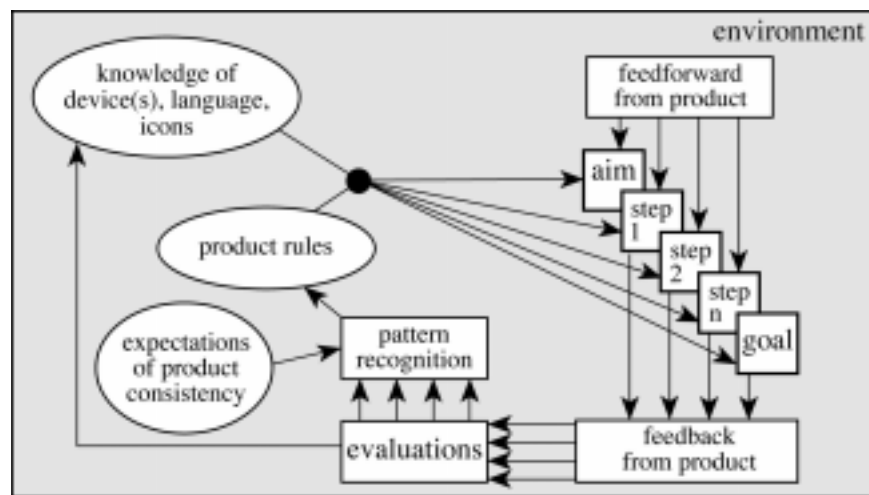 environment
knowledge of
device(s), language,
icons
feedforward
from product
aim
step
1
product rules
step
2
step
n
goal
expectations
of product
consistency
pattern
recognition
evaluations
feedback
from product